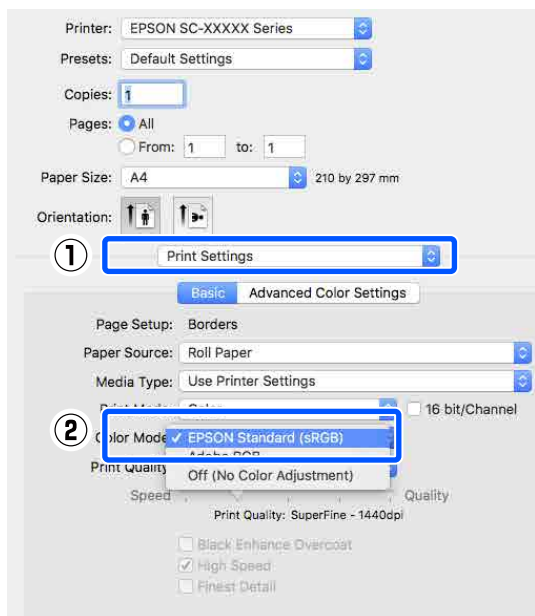 Printer: EPSON SC-XXXXX Series
Presets: Default Settings
Copies: 1
Pages: All
From: 1 to: 1
Paper Size: A4 210 by 297 mm
Orientation:
① Print Settings
Basic Advanced Color Settings
Page Setup: Borders
Paper Source: Roll Paper
Media Type: Use Printer Settings
16 bit/Channel
② Color Mode ✓ EPSON Standard (sRGB)
Adobe RGB
Print Quality Off (No Color Adjustment)
Speed Quality
Print Quality: SuperFine - 1440dpi
Black Enhance Overcoat
High Speed
Finest Detail